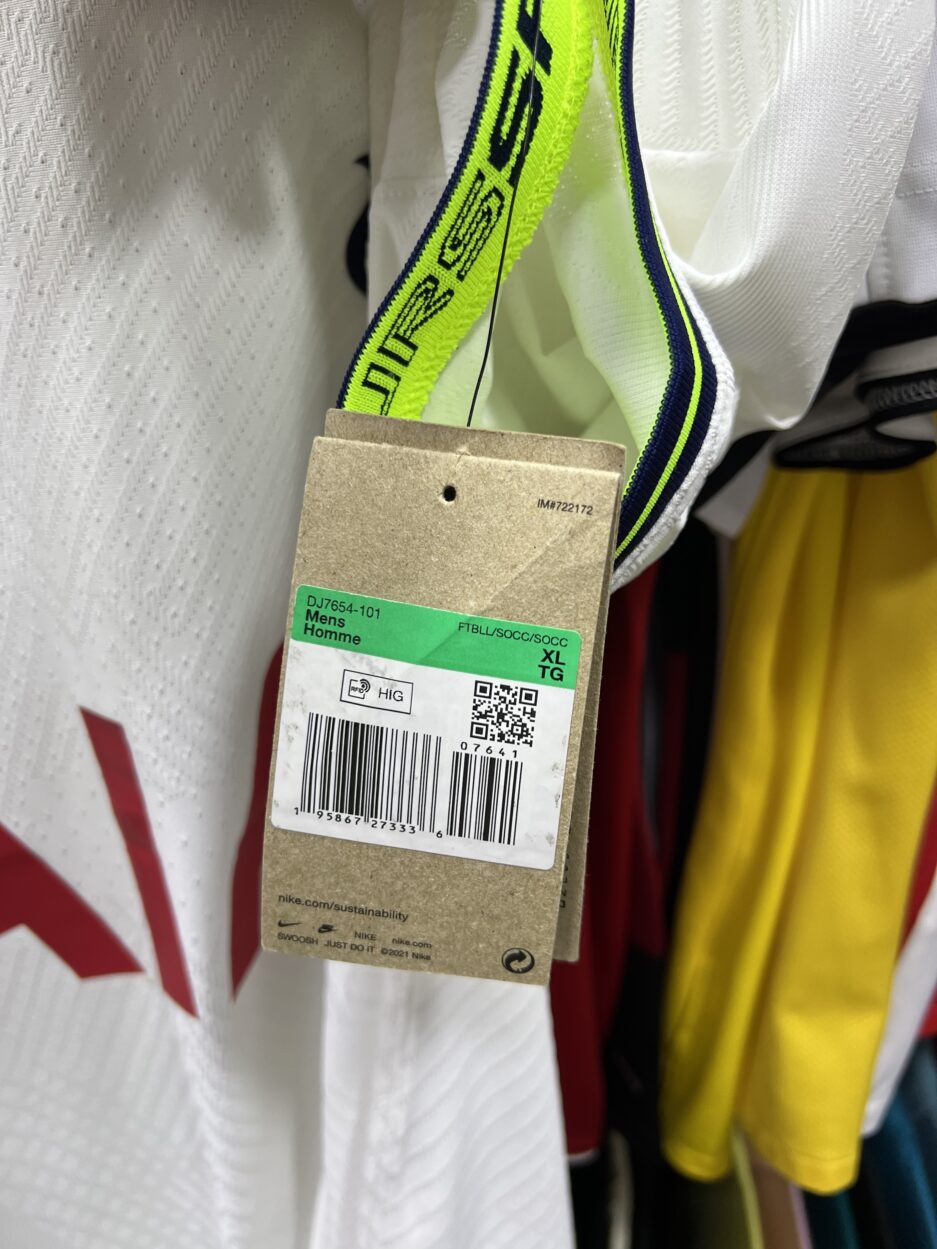 IM#722172
DJ7654-101
Mens
Homme
FTBLL/SOCC/SOCC
XL
TG
RFID
HIG
07641
1 95867 27333 6
nike.com/sustainability
NIKE nike.com
SWOOSH JUST DO IT ©2021 Nike